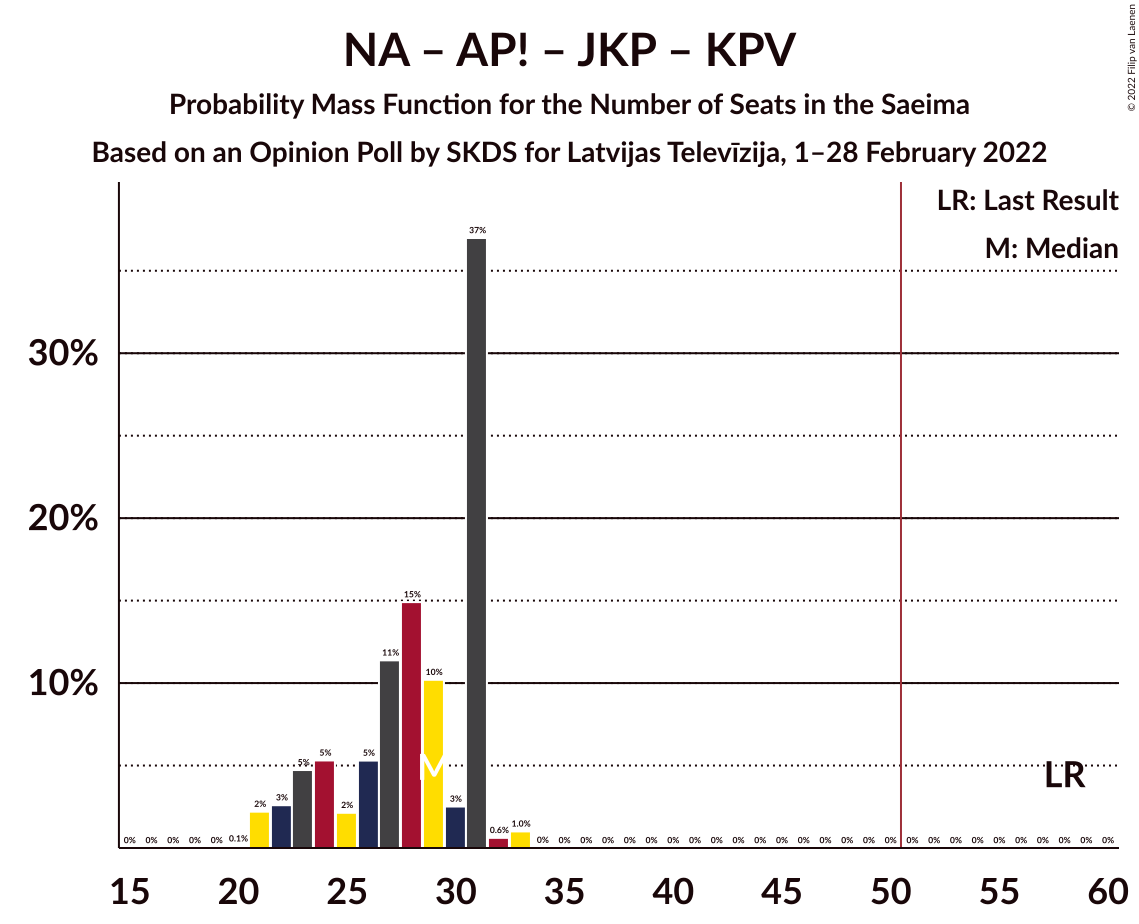 NA – AP! – JKP – KPV
Probability Mass Function for the Number of Seats in the Saeima
Based on an Opinion Poll by SKDS for Latvijas Televīzija, 1–28 February 2022
© 2022 Filip van Laenen
LR: Last Result
M: Median
30%
20%
10%
0% 0% 0% 0% 0% 0.1% 2% 3% 5% 5% 2% 5% 11% 15% 10% 3% 37% 0.6% 1.0% 0% 0% 0% 0% 0% 0% 0% 0% 0% 0% 0% 0% 0% 0% 0% 0% 0% 0% 0% 0% 0% 0% 0% 0% 0% 0% 0%
M
LR
15 20 25 30 35 40 45 50 55 60